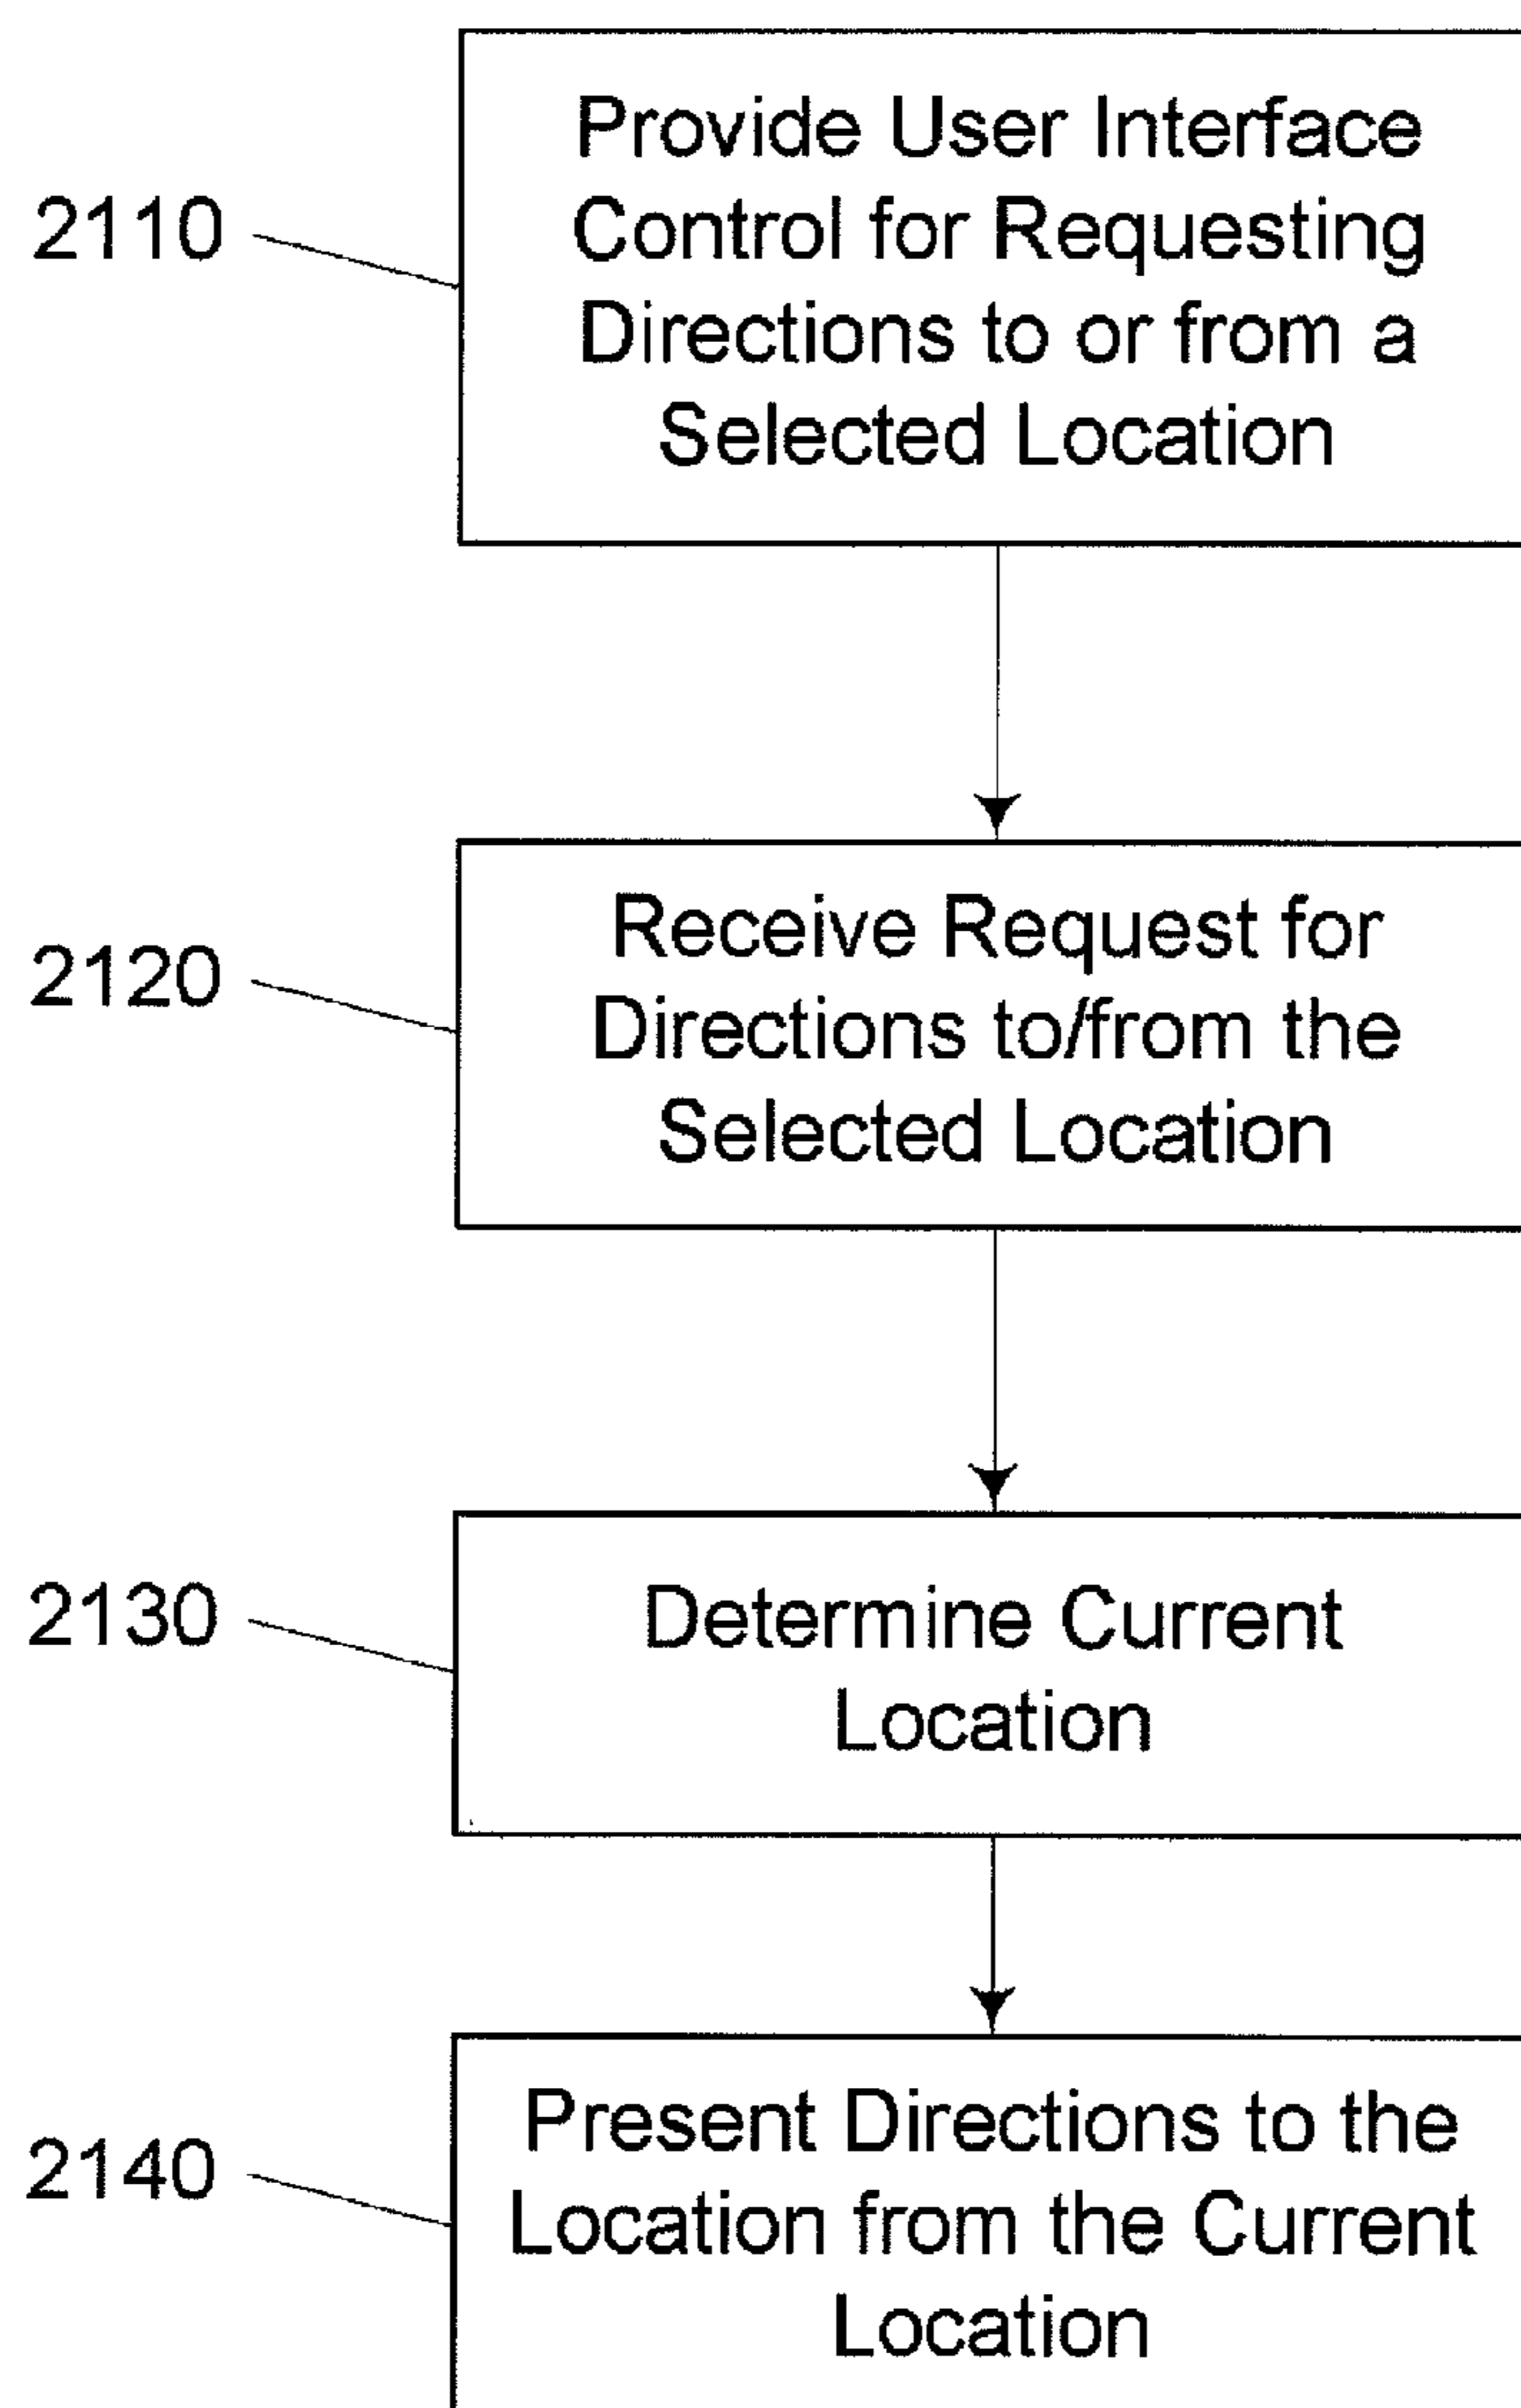 Provide User Interface
2110
Control for Requesting
Directions to or from a
Selected Location
Receive Request for
2120
Directions to/from the
Selected Location
2130
Determine Current
Location
Present Directions to the
2140
Location from the Current
Location